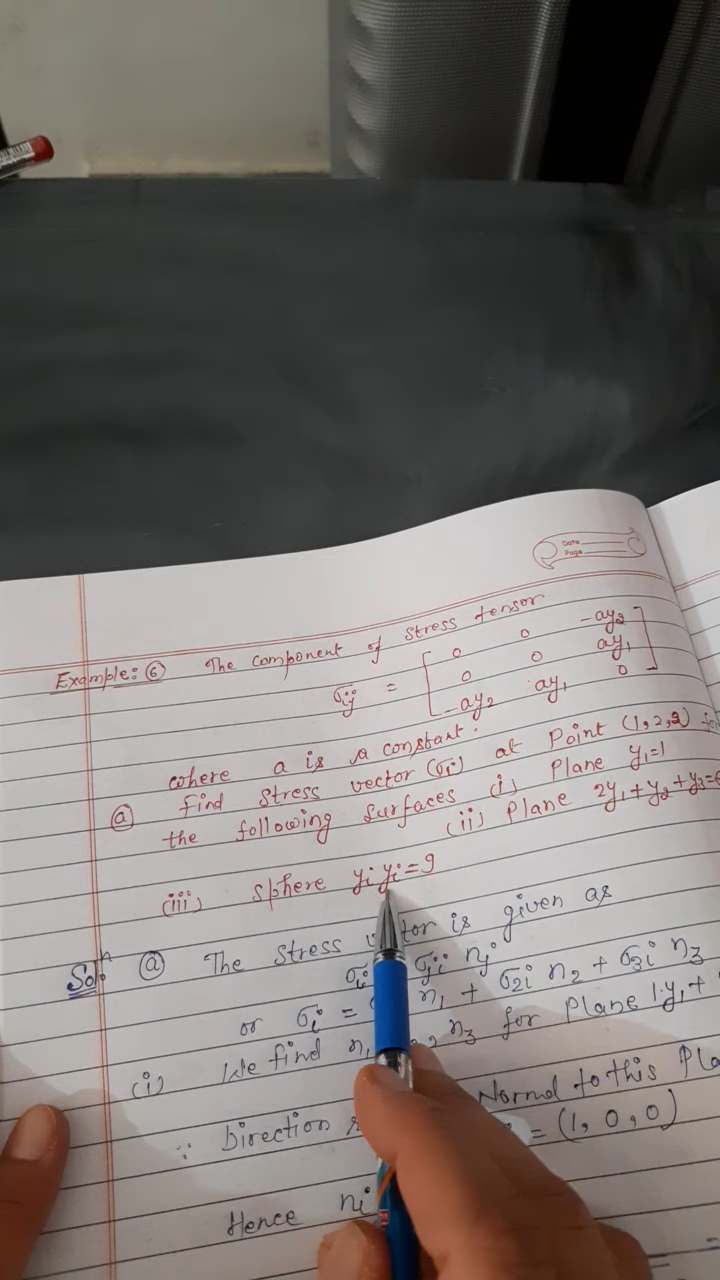 Date
Page
Example: 6 The component of stress tensor
σij = [ 0 0 -ay2
0 0 ay1
-ay2 ay1 0 ]
where a is a constant.
(a) find stress vector (σi) at point (1,2,2)
the following surfaces (i) Plane y1=1
(ii) Plane 2y1+y2+y3=
(iii) Sphere yi yi=9
Soln (a) The stress is given as
σi σji nj
or σi = n1 + σ2i n2 + σ3i n3
(i) We find n1 n3 for plane 1.y1+
∵ Direction Normal to this
= (1, 0, 0)
Hence ni